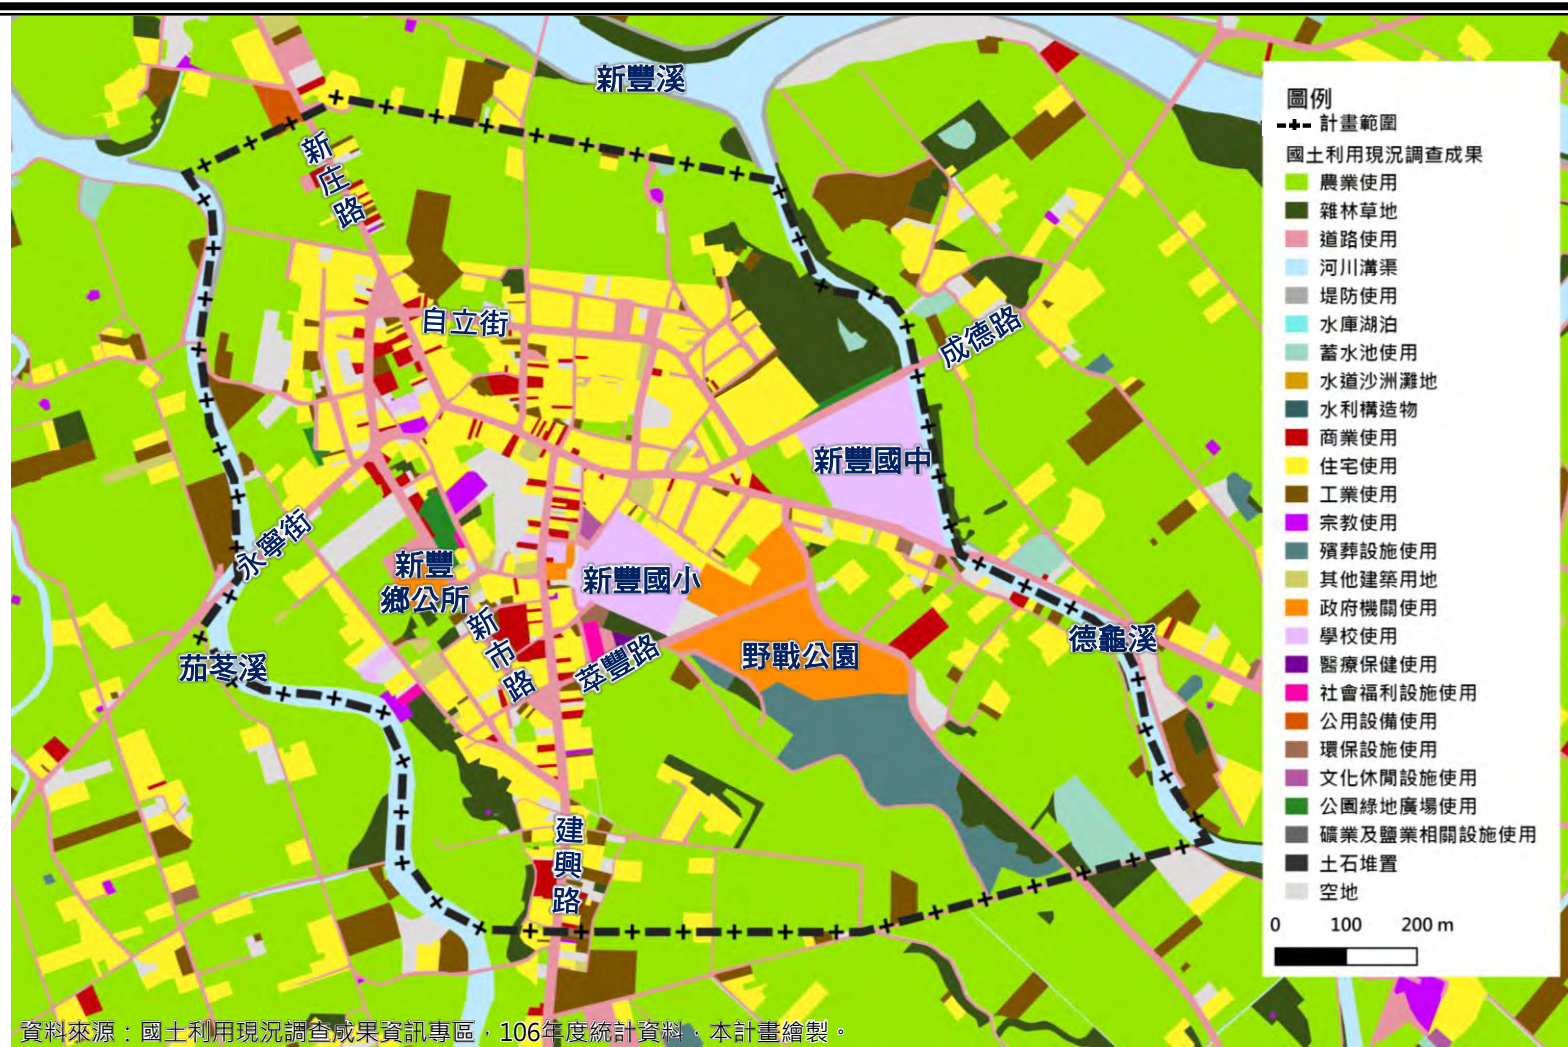 新豐溪
新庄路
自立街
成德路
新豐國中
永寧街
新豐
鄉公所
新豐國小
新市路
萃豐路
野戰公園
德龜溪
茄苳溪
建興路
圖例
計畫範圍
國土利用現況調查成果
農業使用
雜林草地
道路使用
河川溝渠
堤防使用
水庫湖泊
蓄水池使用
水道沙洲灘地
水利構造物
商業使用
住宅使用
工業使用
宗教使用
殯葬設施使用
其他建築用地
政府機關使用
學校使用
醫療保健使用
社會福利設施使用
公用設備使用
環保設施使用
文化休閒設施使用
公園綠地廣場使用
礦業及鹽業相關設施使用
土石堆置
空地
0 100 200 m
資料來源：國土利用現況調查成果資訊專區，106年度統計資料，本計畫繪製。